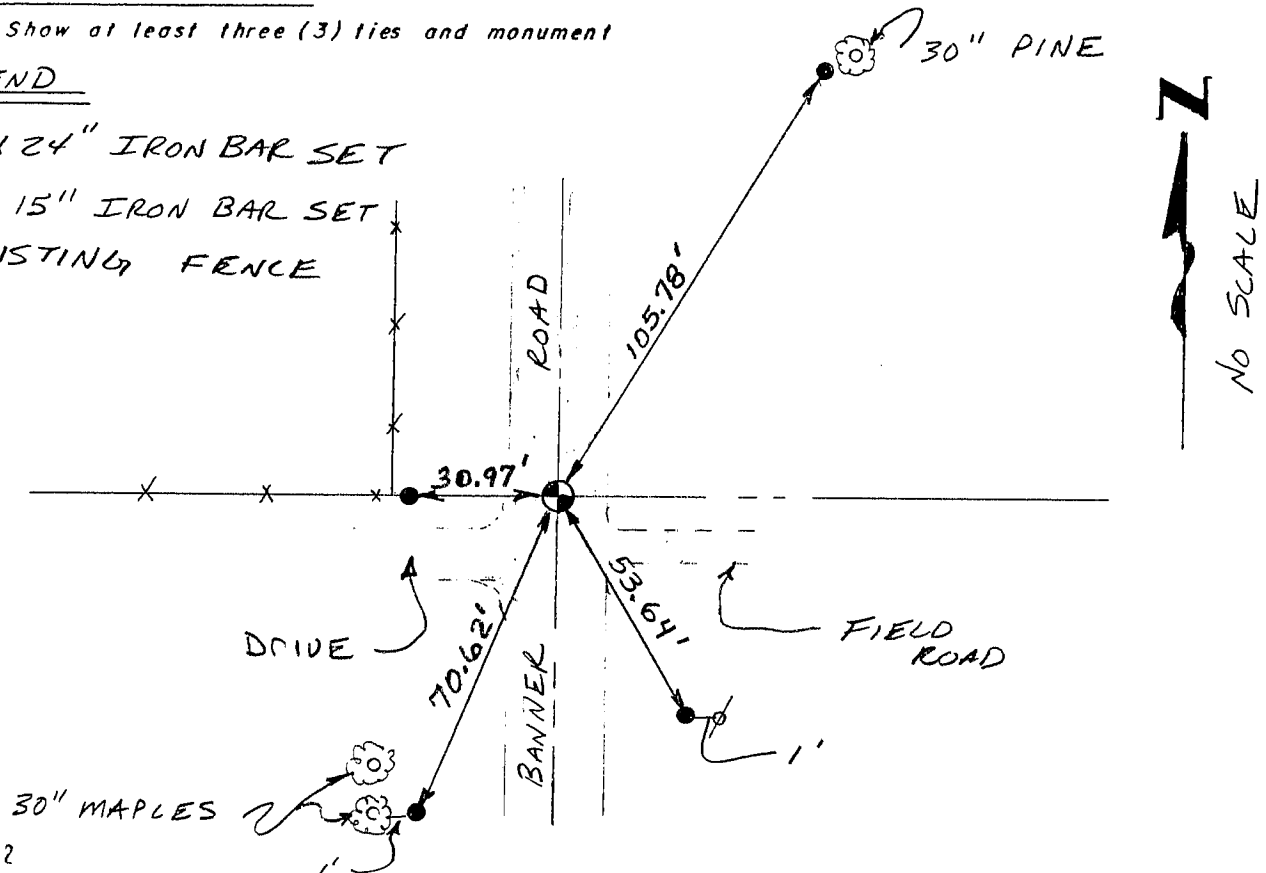 Show at least three (3) ties and monument
30" PINE
24" IRON BAR SET
15" IRON BAR SET
FENCE
N
NO SCALE
ROAD
105.78'
30.97'
53.64'
70.62'
DRIVE
FIELD
ROAD
BANNER
1'
30" MAPLES
1'
2